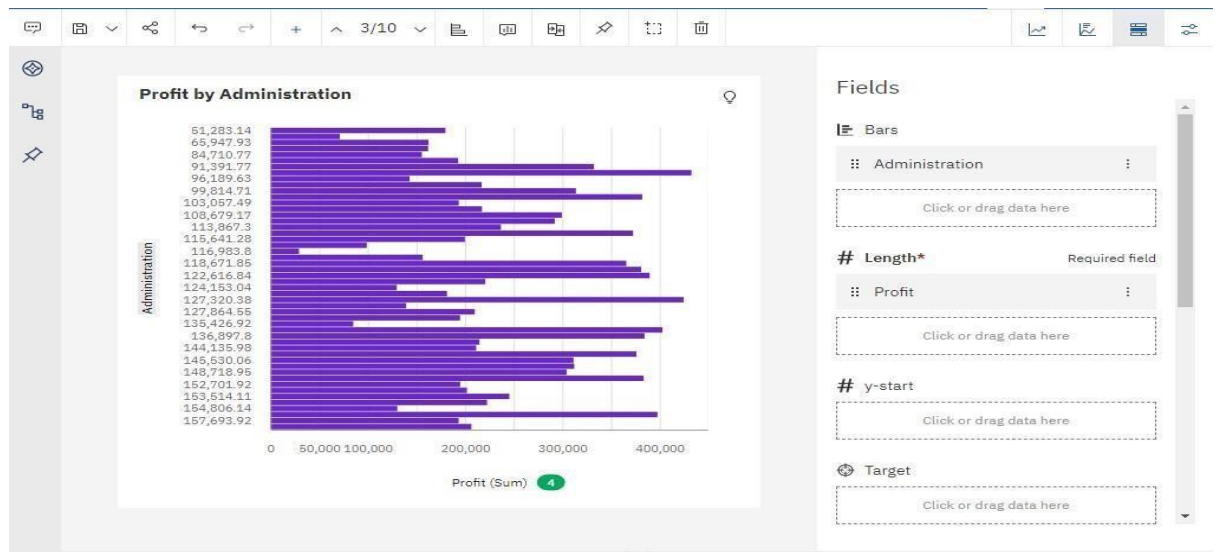 3/10
Profit by Administration
51,283.14
65,947.93
84,710.77
91,391.77
96,189.63
99,814.71
103,057.49
108,679.17
113,867.3
115,641.28
116,983.8
118,671.85
122,616.84
124,153.04
127,320.38
127,864.55
135,426.92
136,897.8
144,135.98
145,530.06
148,718.95
152,701.92
153,514.11
154,806.14
157,693.92
Administration
0 50,000 100,000 200,000 300,000 400,000
Profit (Sum) 4
Fields
Bars
Administration
Click or drag data here
# Length* Required field
Profit
Click or drag data here
# y-start
Click or drag data here
Target
Click or drag data here